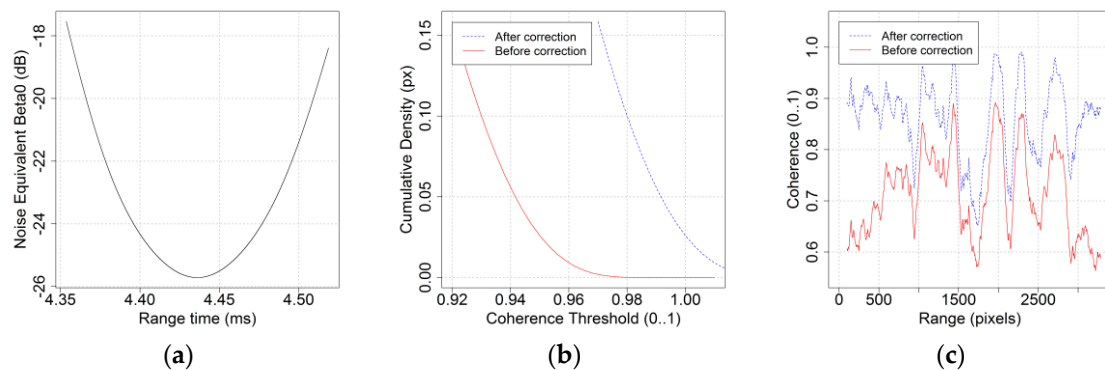 Noise Equivalent Beta0 (dB)
-18
-20
-22
-24
-26
4.35
4.40
4.45
4.50
Range time (ms)
(a)
After correction
Before correction
Cumulative Density (px)
0.15
0.10
0.05
0.00
0.92
0.94
0.96
0.98
1.00
Coherence Threshold (0..1)
(b)
After correction
Before correction
Coherence (0..1)
1.0
0.9
0.8
0.7
0.6
0
500
1500
2500
Range (pixels)
(c)